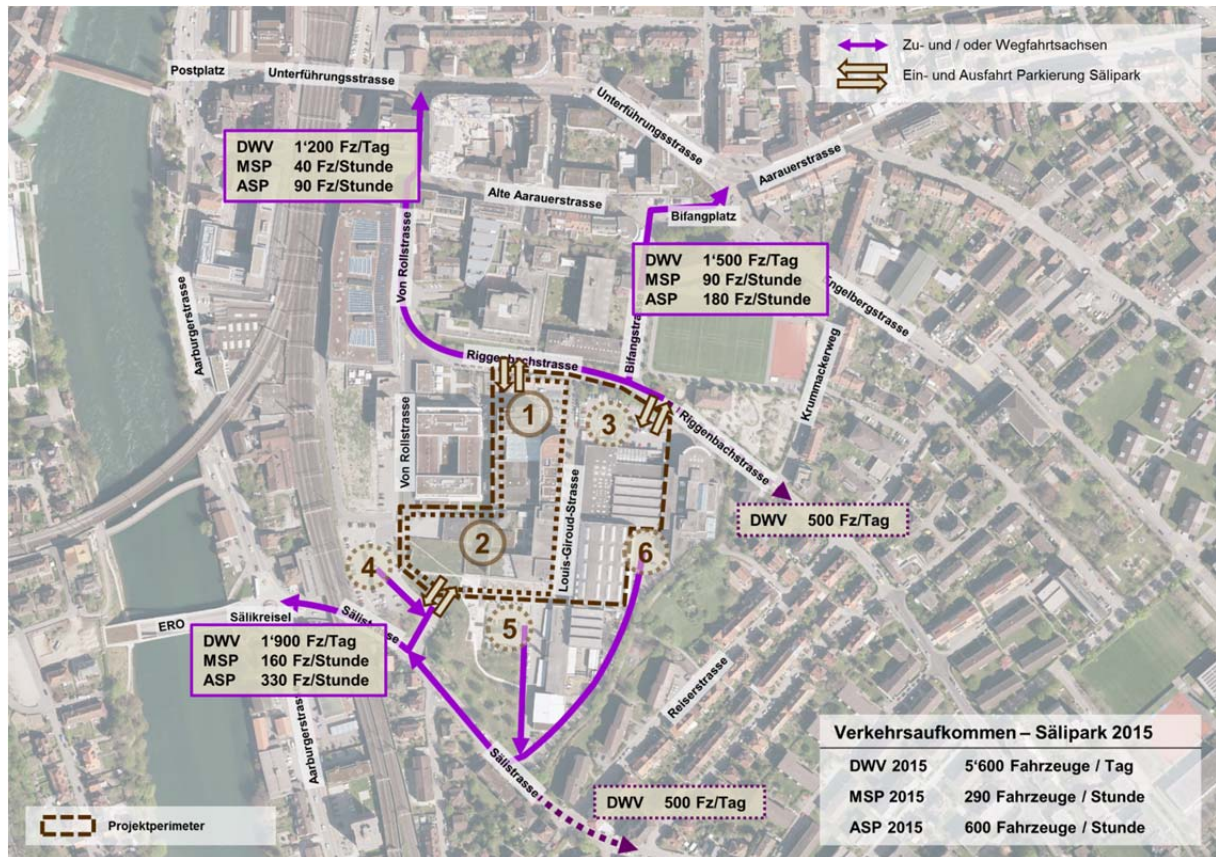 Zu- und / oder Wegfahrtsachsen
Ein- und Ausfahrt Parkierung Sälipark
Postplatz
Unterführungsstrasse
Unterführungsstrasse
Aarauerstrasse
DWV 1'200 Fz/Tag
MSP 40 Fz/Stunde
ASP 90 Fz/Stunde
Alte Aarauerstrasse
Bifangplatz
Von Rollstrasse
DWV 1'500 Fz/Tag
MSP 90 Fz/Stunde
ASP 180 Fz/Stunde
Engelbergstrasse
Aarburgerstrasse
Bifangstra
Riggenbachstrasse
Krummackerweg
1
3
Riggenbachstrasse
Von Rollstrasse
Louis-Giroud-Strasse
DWV 500 Fz/Tag
2
6
4
5
ERO
Sälikreisel
Sälistrasse
DWV 1'900 Fz/Tag
MSP 160 Fz/Stunde
ASP 330 Fz/Stunde
Reiserstrasse
Aarburgerstrasse
Sälistrasse
Verkehrsaufkommen – Sälipark 2015
DWV 2015 5'600 Fahrzeuge / Tag
MSP 2015 290 Fahrzeuge / Stunde
ASP 2015 600 Fahrzeuge / Stunde
DWV 500 Fz/Tag
Projektperimeter